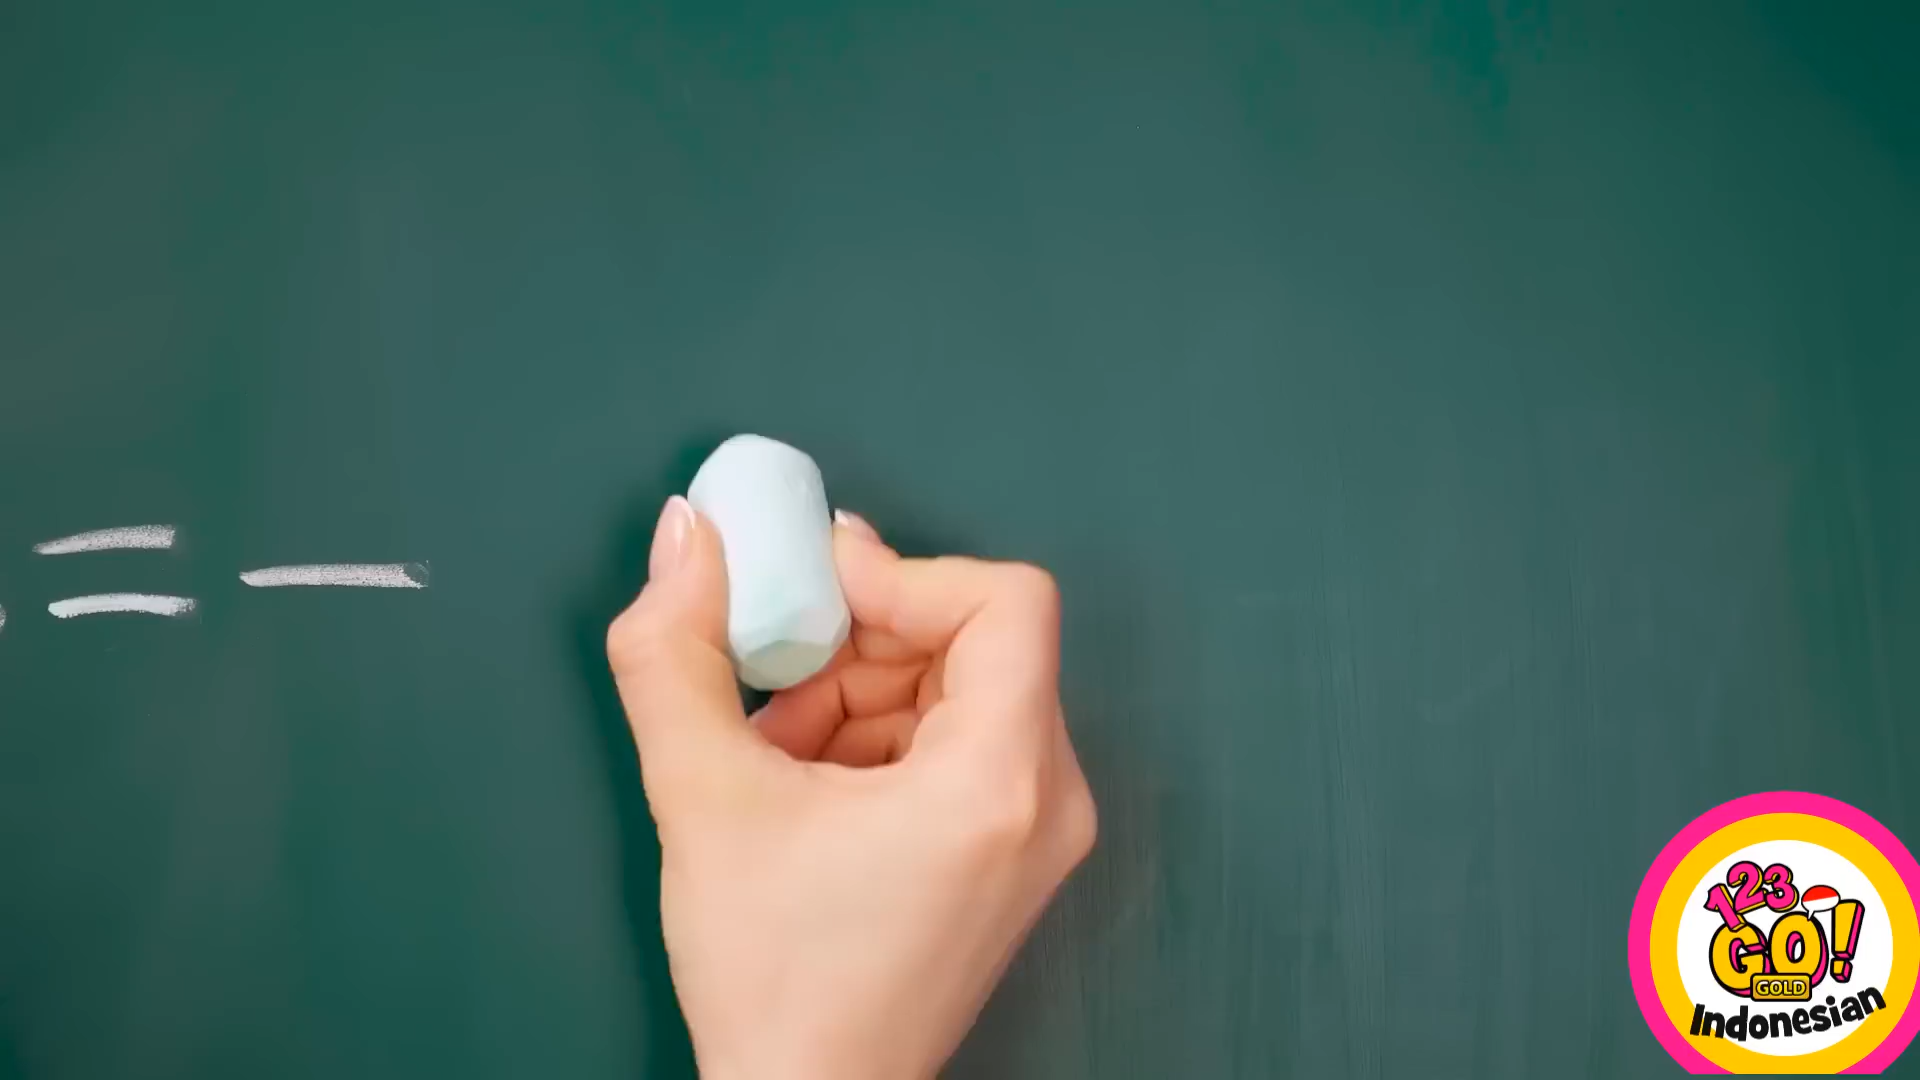 = –
123
GO!
GOLD
Indonesian